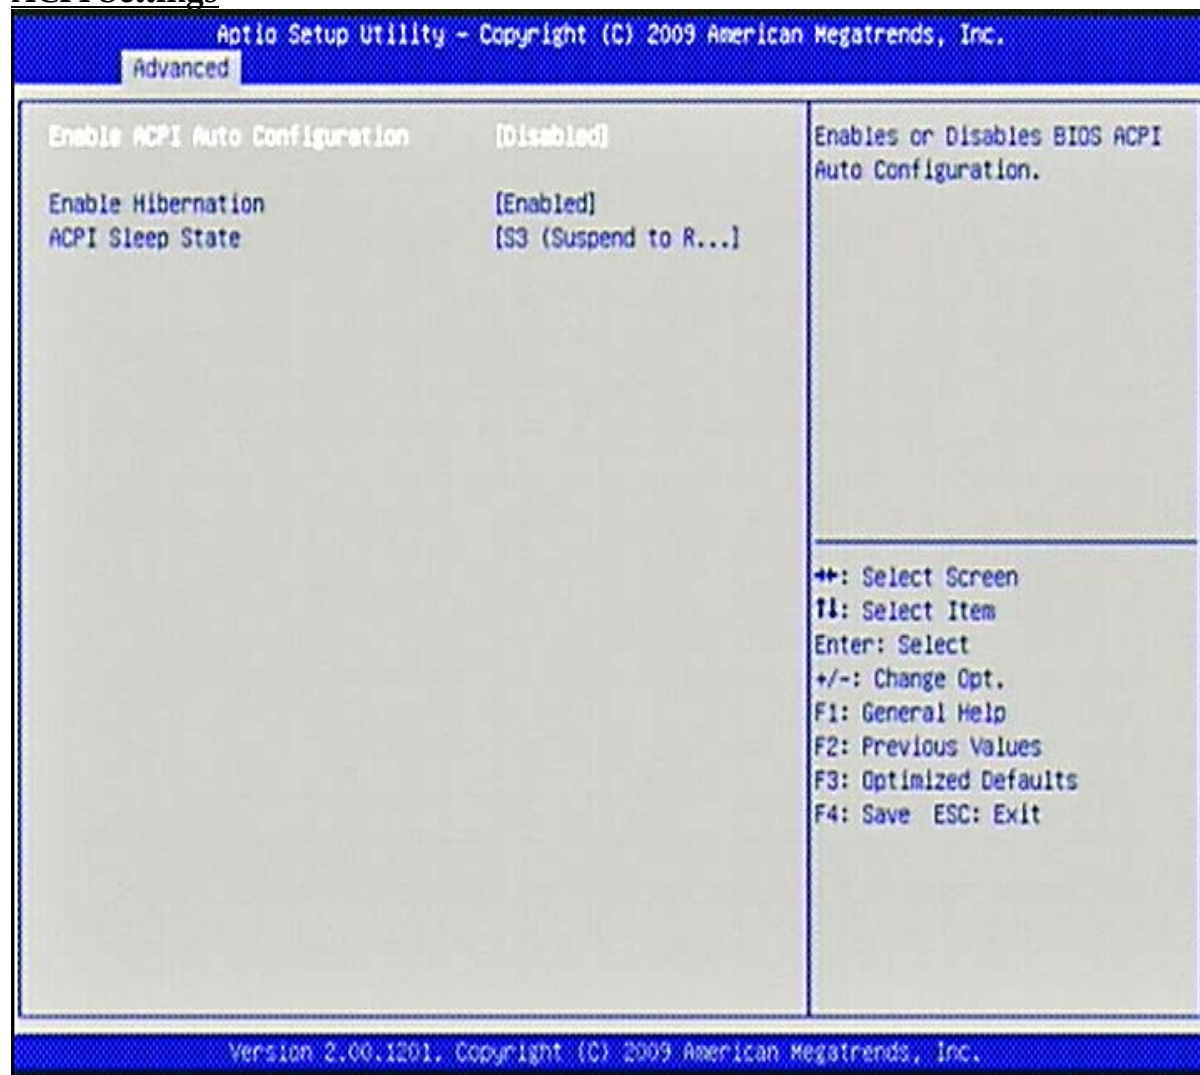 ACPI Settings
Aptio Setup Utility - Copyright (C) 2009 American Megatrends, Inc.
Advanced
Enable ACPI Auto Configuration [Disabled]
Enable Hibernation [Enabled]
ACPI Sleep State [S3 (Suspend to R...]
Enables or Disables BIOS ACPI
Auto Configuration.
→←: Select Screen
↑↓: Select Item
Enter: Select
+/-: Change Opt.
F1: General Help
F2: Previous Values
F3: Optimized Defaults
F4: Save ESC: Exit
Version 2.00.1201. Copyright (C) 2009 American Megatrends, Inc.